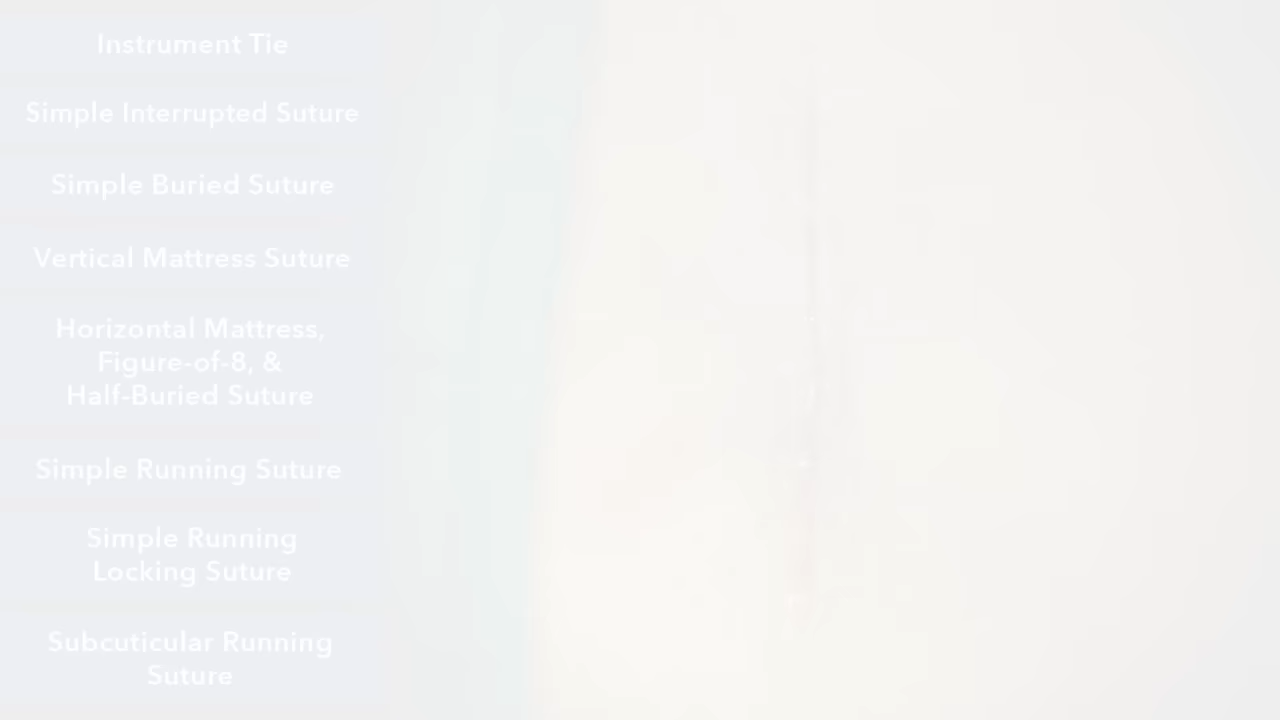 Instrument Tie
Simple Interrupted Suture
Simple Buried Suture
Vertical Mattress Suture
Horizontal Mattress,
Figure-of-8, &
Half-Buried Suture
Simple Running Suture
Simple Running
Locking Suture
Subcuticular Running
Suture